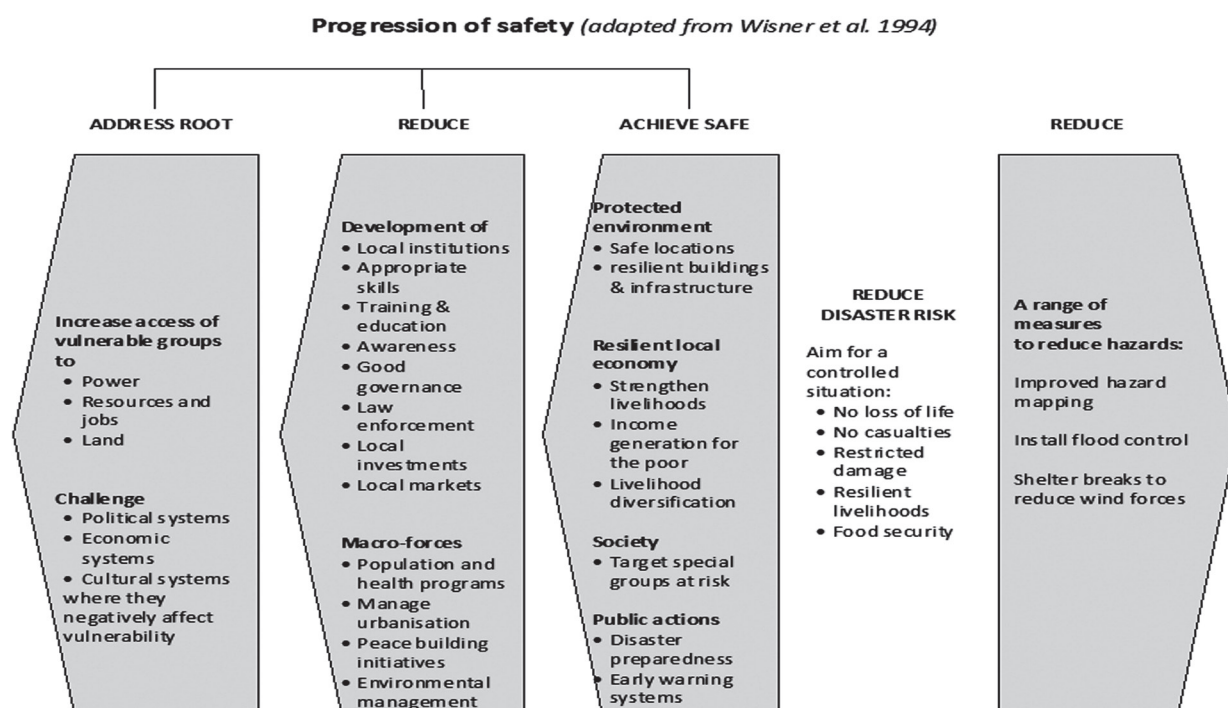 Progression of safety (adapted from Wisner et al. 1994)
ADDRESS ROOT
Increase access of
vulnerable groups
to
• Power
• Resources and
jobs
• Land
Challenge
• Political systems
• Economic
systems
• Cultural systems
where they
negatively affect
vulnerability
REDUCE
Development of
• Local institutions
• Appropriate
skills
• Training &
education
• Awareness
• Good
governance
• Law
enforcement
• Local
investments
• Local markets
Macro-forces
• Population and
health programs
• Manage
urbanisation
• Peace building
initiatives
• Environmental
management
ACHIEVE SAFE
Protected
environment
• Safe locations
• resilient buildings
& infrastructure
Resilient local
economy
• Strengthen
livelihoods
• Income
generation for
the poor
• Livelihood
diversification
Society
• Target special
groups at risk
Public actions
• Disaster
preparedness
• Early warning
systems
REDUCE
DISASTER RISK
Aim for a
controlled
situation:
• No loss of life
• No casualties
• Restricted
damage
• Resilient
livelihoods
• Food security
REDUCE
A range of
measures
to reduce hazards:
Improved hazard
mapping
Install flood control
Shelter breaks to
reduce wind forces